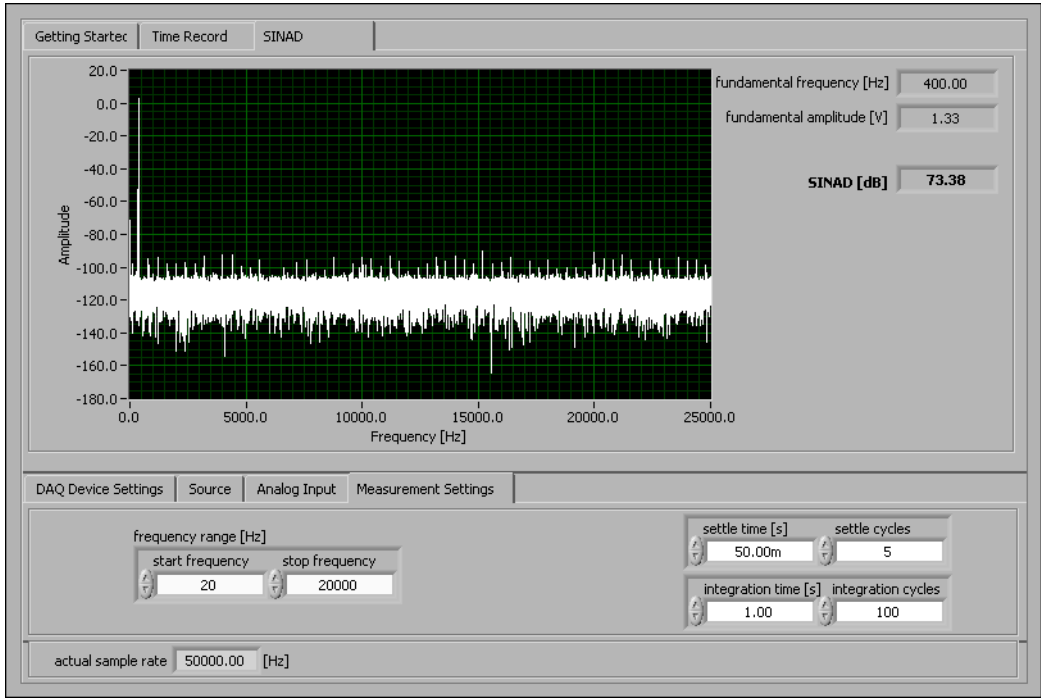 Getting Startec Time Record SINAD
20.0
0.0
-20.0
-40.0
-60.0
-80.0
-100.0
-120.0
-140.0
-160.0
-180.0
Amplitude
0.0 5000.0 10000.0 15000.0 20000.0 25000.0
Frequency [Hz]
fundamental frequency [Hz] 400.00
fundamental amplitude [V] 1.33
SINAD [dB] 73.38
DAQ Device Settings Source Analog Input Measurement Settings
frequency range [Hz]
start frequency stop frequency
20 20000
settle time [s] settle cycles
50.00m 5
integration time [s] integration cycles
1.00 100
actual sample rate 50000.00 [Hz]